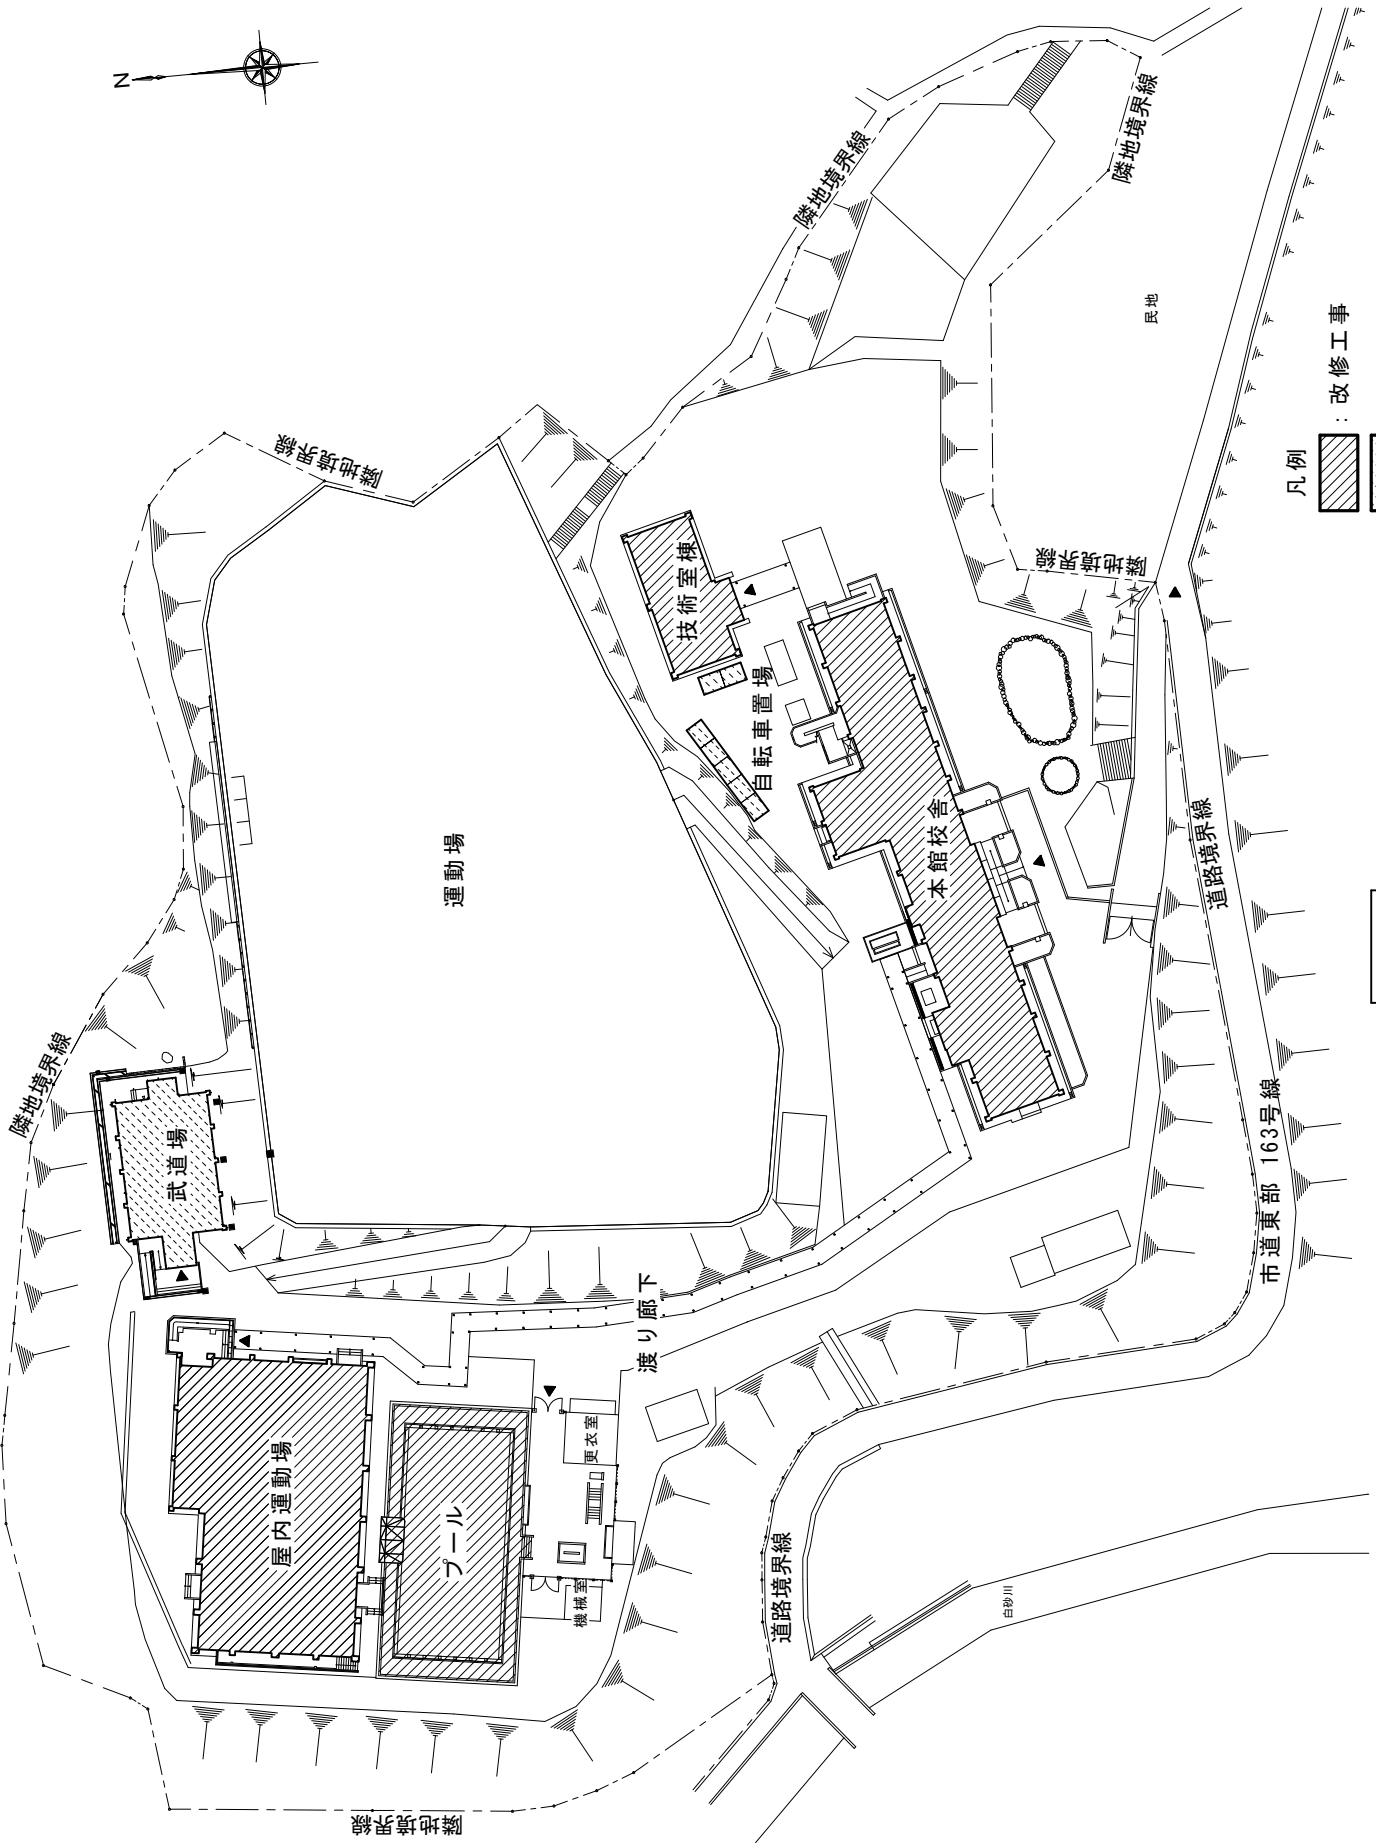 N
隣地境界線
隣地境界線
隣地境界線
隣地境界線
隣地境界線
隣地境界線
民地
凡例
: 改修工事
技術室棟
自転車置場
本館校舎
運動場
武道場
道路境界線
市道東部 163号線
渡り廊下
屋内運動場
プール
更衣室
機械室
道路境界線
白砂川